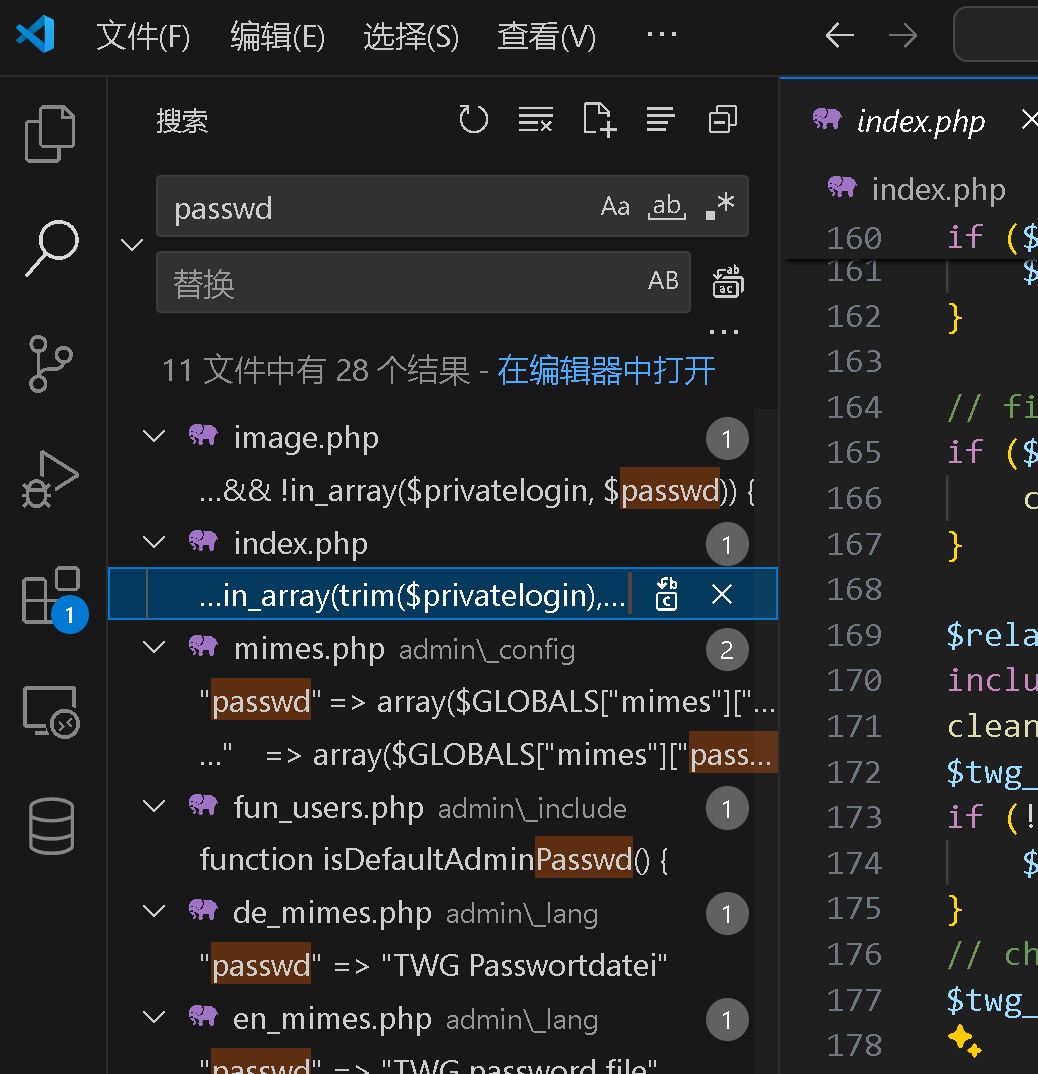 文件(F) 编辑(E) 选择(S) 查看(V) ···
搜索
passwd Aa ab .*
替换 AB
11 文件中有 28 个结果 - 在编辑器中打开
image.php 1
...&& !in_array($privatelogin, $passwd)) {
index.php 1
...in_array(trim($privatelogin),...
mimes.php admin\_config 2
"passwd" => array($GLOBALS["mimes"]["...
..." => array($GLOBALS["mimes"]["pass...
fun_users.php admin\_include 1
function isDefaultAdminPasswd() {
de_mimes.php admin\_lang 1
"passwd" => "TWG Passwortdatei"
en_mimes.php admin\_lang 1
"passwd" => "TWG password file"
1
index.php
index.php
160 if ($
161 $
162 }
163
164 // fi
165 if ($
166 c
167 }
168
169 $rela
170 inclu
171 clean
172 $twg_
173 if (!
174 $
175 }
176 // ch
177 $twg_
178